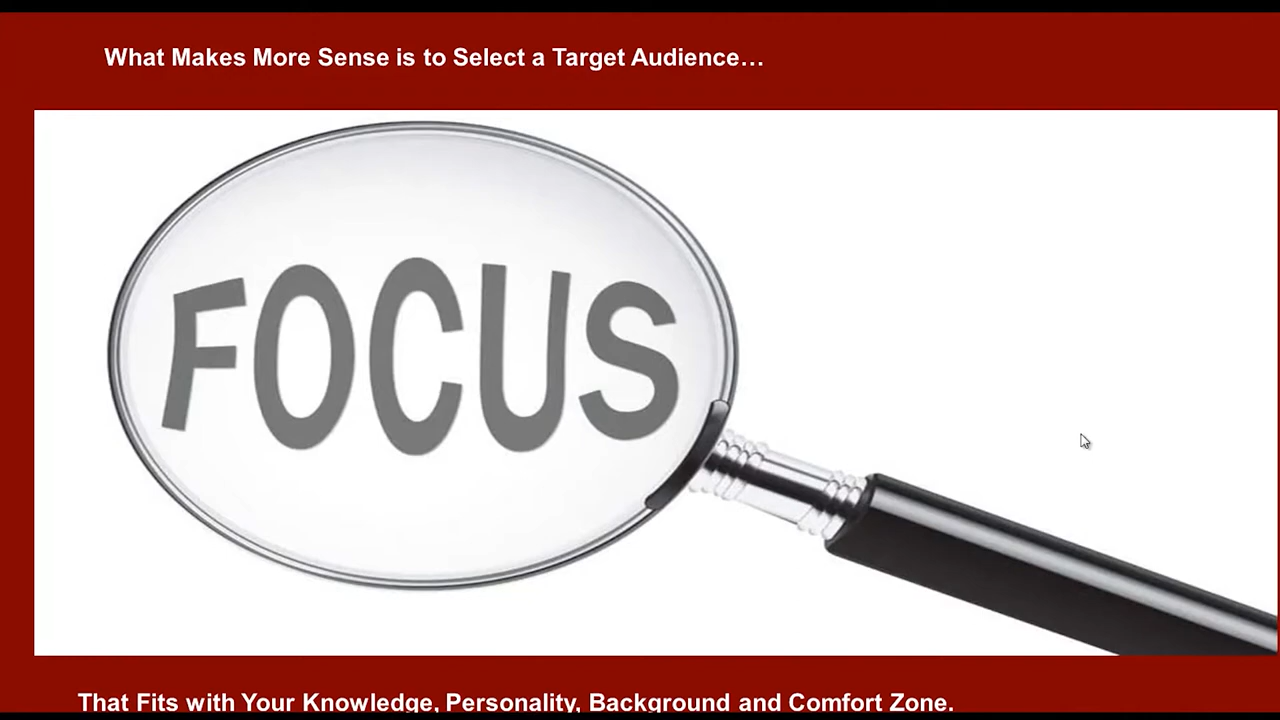 What Makes More Sense is to Select a Target Audience…
FOCUS
That Fits with Your Knowledge, Personality, Background and Comfort Zone.